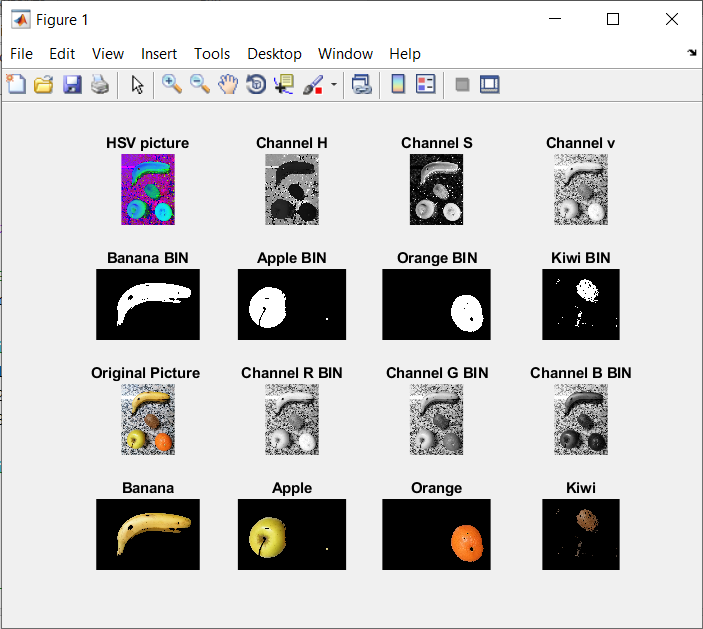 Figure 1
File Edit View Insert Tools Desktop Window Help
HSV picture Channel H Channel S Channel v
Banana BIN Apple BIN Orange BIN Kiwi BIN
Original Picture Channel R BIN Channel G BIN Channel B BIN
Banana Apple Orange Kiwi